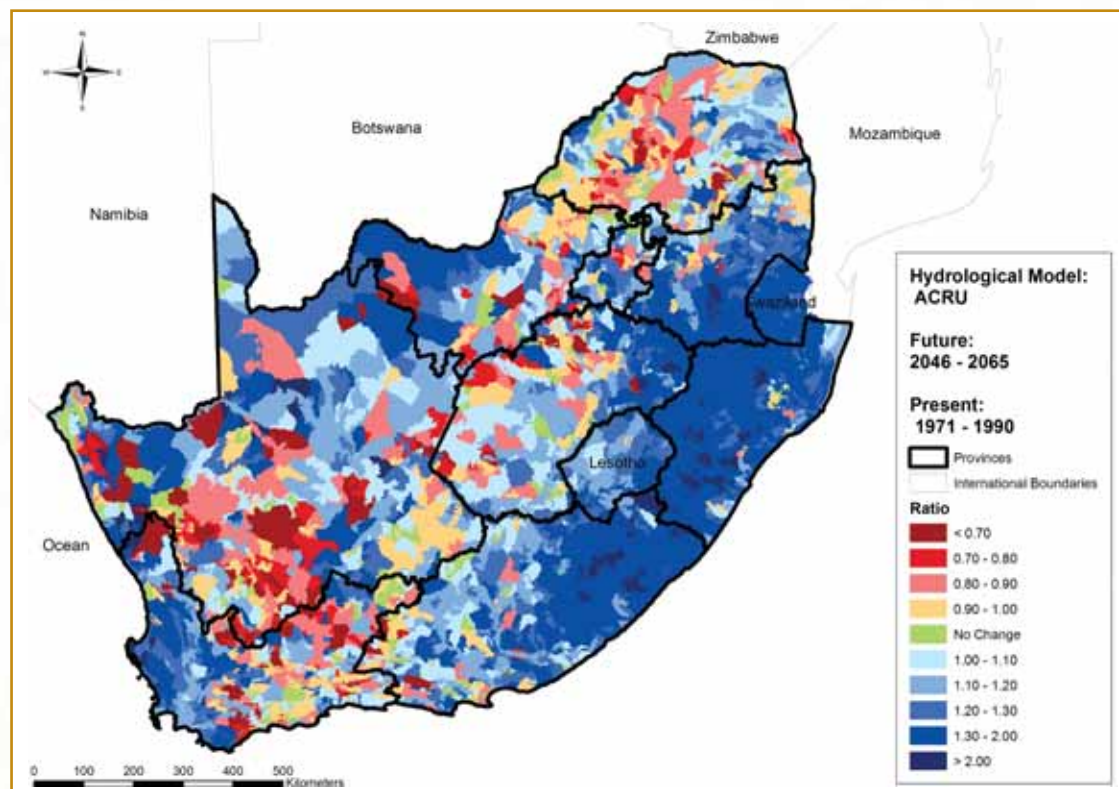 N
W
E
S
Zimbabwe
Botswana
Mozambique
Namibia
Swaziland
Lesotho
Ocean
Hydrological Model:
ACRU
Future:
2046 - 2065
Present:
1971 - 1990
Provinces
International Boundaries
Ratio
< 0.70
0.70 - 0.80
0.80 - 0.90
0.90 - 1.00
No Change
1.00 - 1.10
1.10 - 1.20
1.20 - 1.30
1.30 - 2.00
> 2.00
0 100 200 300 400 500
Kilometers